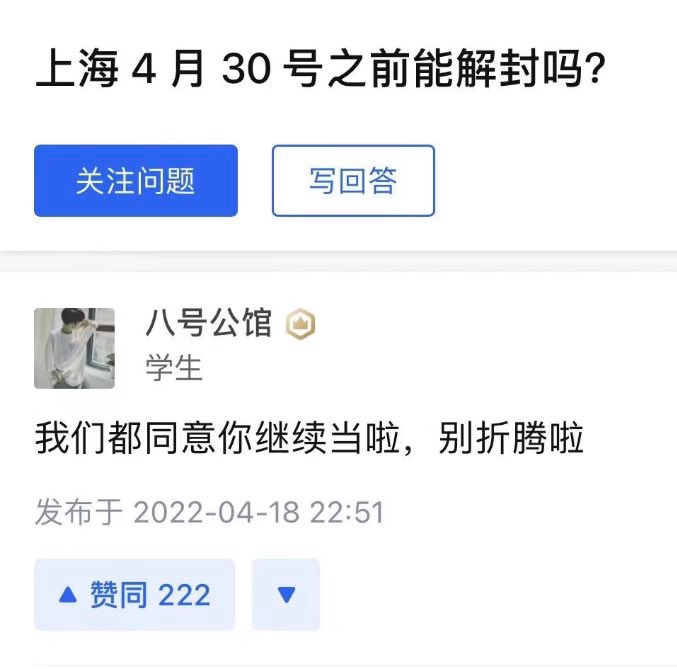 上海 4 月 30 号之前能解封吗?
关注问题
写回答
八号公馆
学生
我们都同意你继续当啦，别折腾啦
发布于 2022-04-18 22:51
赞同 222